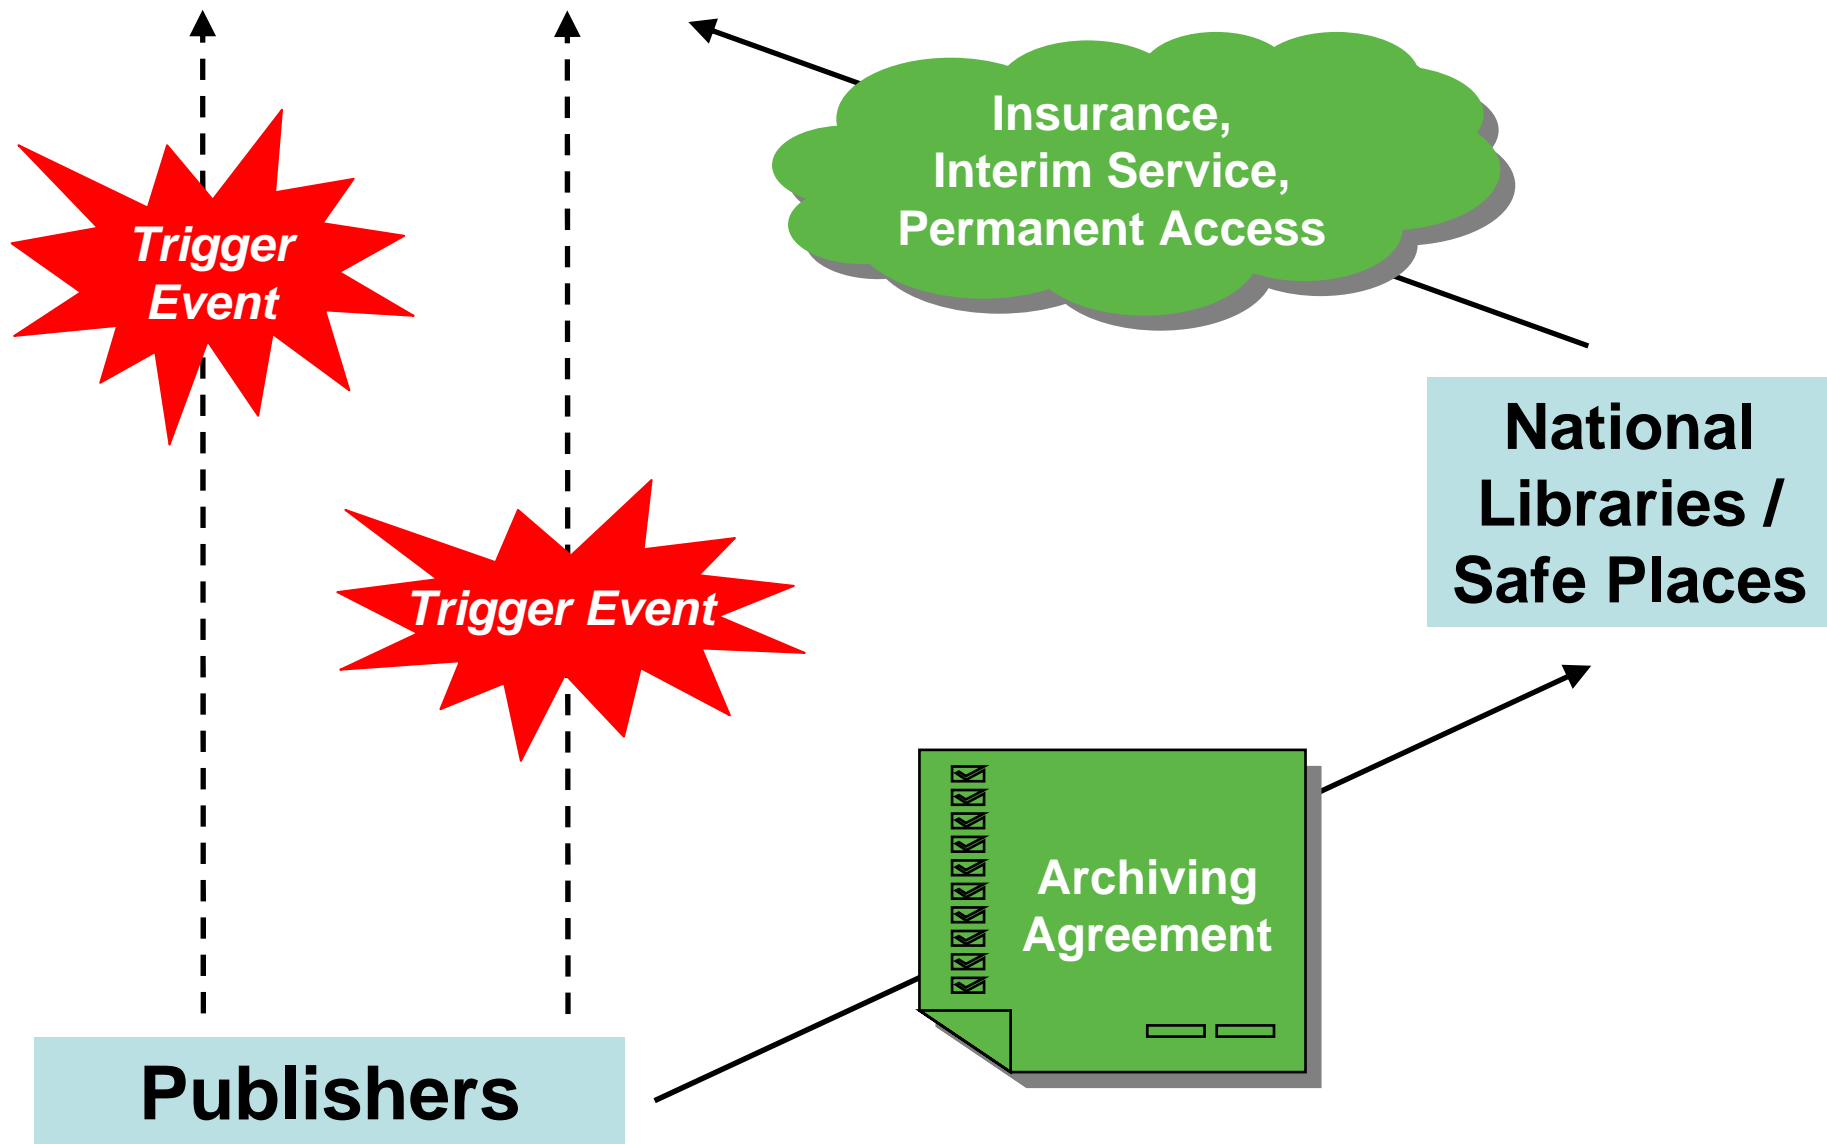 Insurance,
Interim Service,
Permanent Access
Trigger
Event
National
Libraries /
Safe Places
Trigger Event
Archiving
Agreement
Publishers